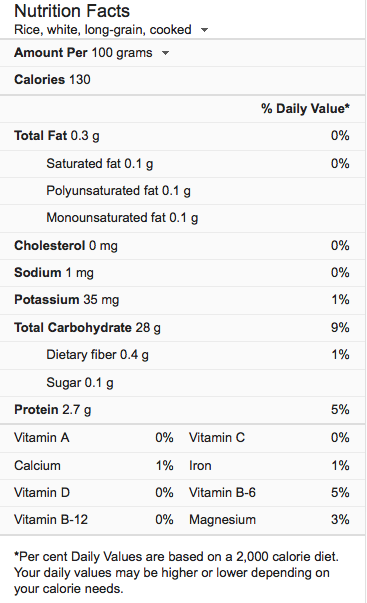 Nutrition Facts
Rice, white, long-grain, cooked
Amount Per 100 grams
Calories 130
% Daily Value*
Total Fat 0.3 g 0%
Saturated fat 0.1 g 0%
Polyunsaturated fat 0.1 g
Monounsaturated fat 0.1 g
Cholesterol 0 mg 0%
Sodium 1 mg 0%
Potassium 35 mg 1%
Total Carbohydrate 28 g 9%
Dietary fiber 0.4 g 1%
Sugar 0.1 g
Protein 2.7 g 5%
Vitamin A 0% Vitamin C 0%
Calcium 1% Iron 1%
Vitamin D 0% Vitamin B-6 5%
Vitamin B-12 0% Magnesium 3%
*Per cent Daily Values are based on a 2,000 calorie diet.
Your daily values may be higher or lower depending on
your calorie needs.